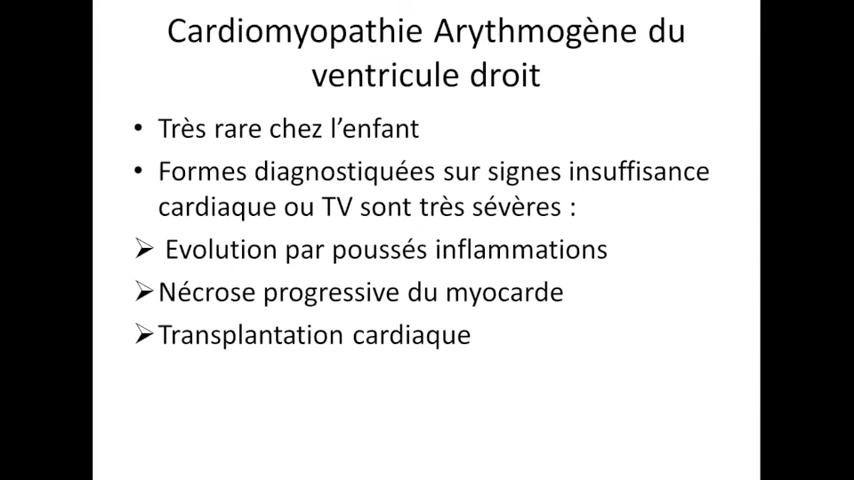 Cardiomyopathie Arythmogène du
ventricule droit
• Très rare chez l'enfant
• Formes diagnostiquées sur signes insuffisance
cardiaque ou TV sont très sévères :
➢ Evolution par poussés inflammations
➢Nécrose progressive du myocarde
➢Transplantation cardiaque